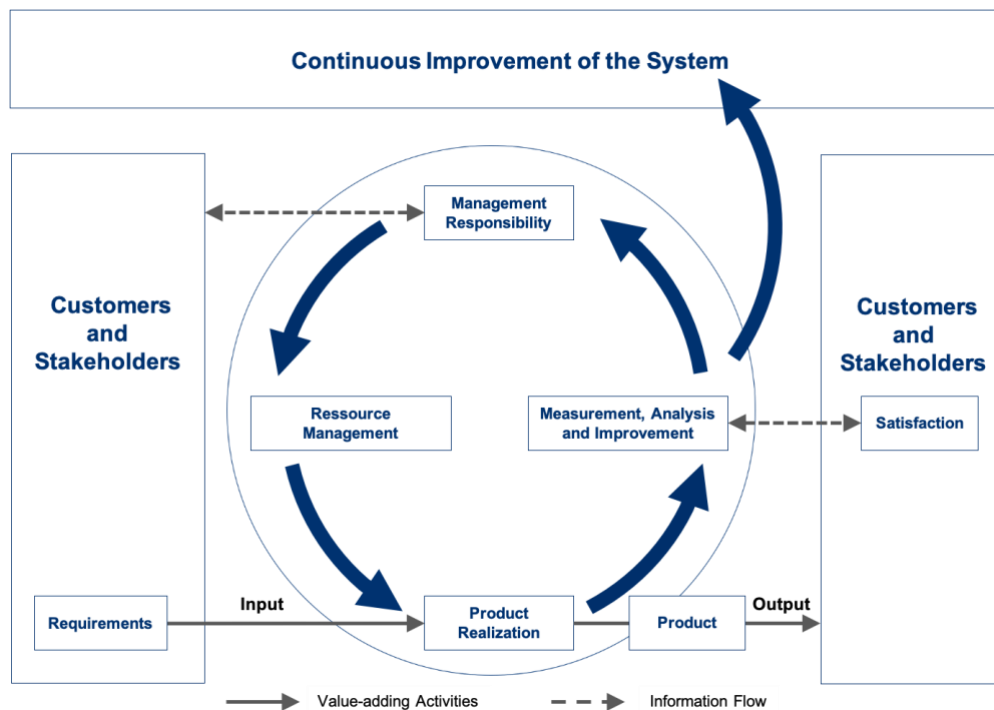 Continuous Improvement of the System
Management
Responsibility
Customers
and
Stakeholders
Customers
and
Stakeholders
Ressource
Management
Measurement, Analysis
and Improvement
Satisfaction
Input
Output
Requirements
Product
Realization
Product
Value-adding Activities
Information Flow